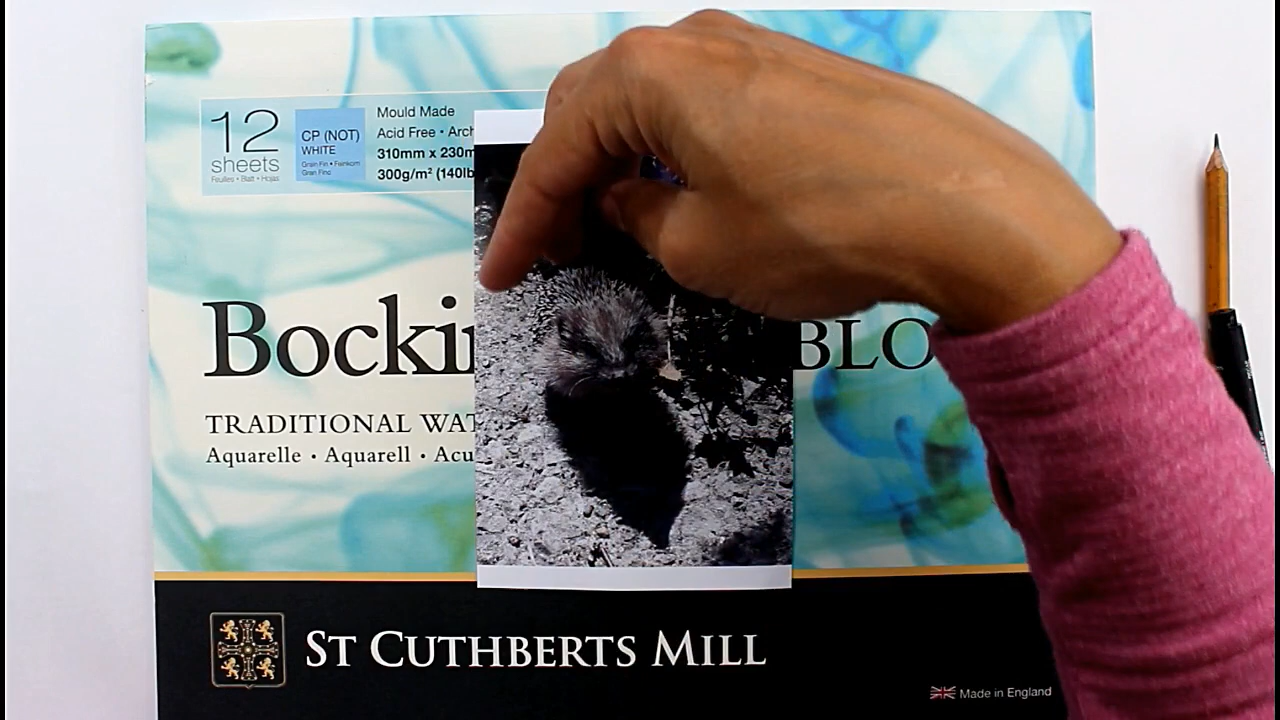 12
sheets
Feuilles • Blatt • Hojas
CP (NOT)
WHITE
Grain Fin • Feinkorn
Grain Fino
Mould Made
Acid Free • Arch
310mm x 230m
300g/m² (140lb
Bockin
BLO
TRADITIONAL WAT
Aquarelle • Aquarell • Acu
ST CUTHBERTS MILL
Made in England